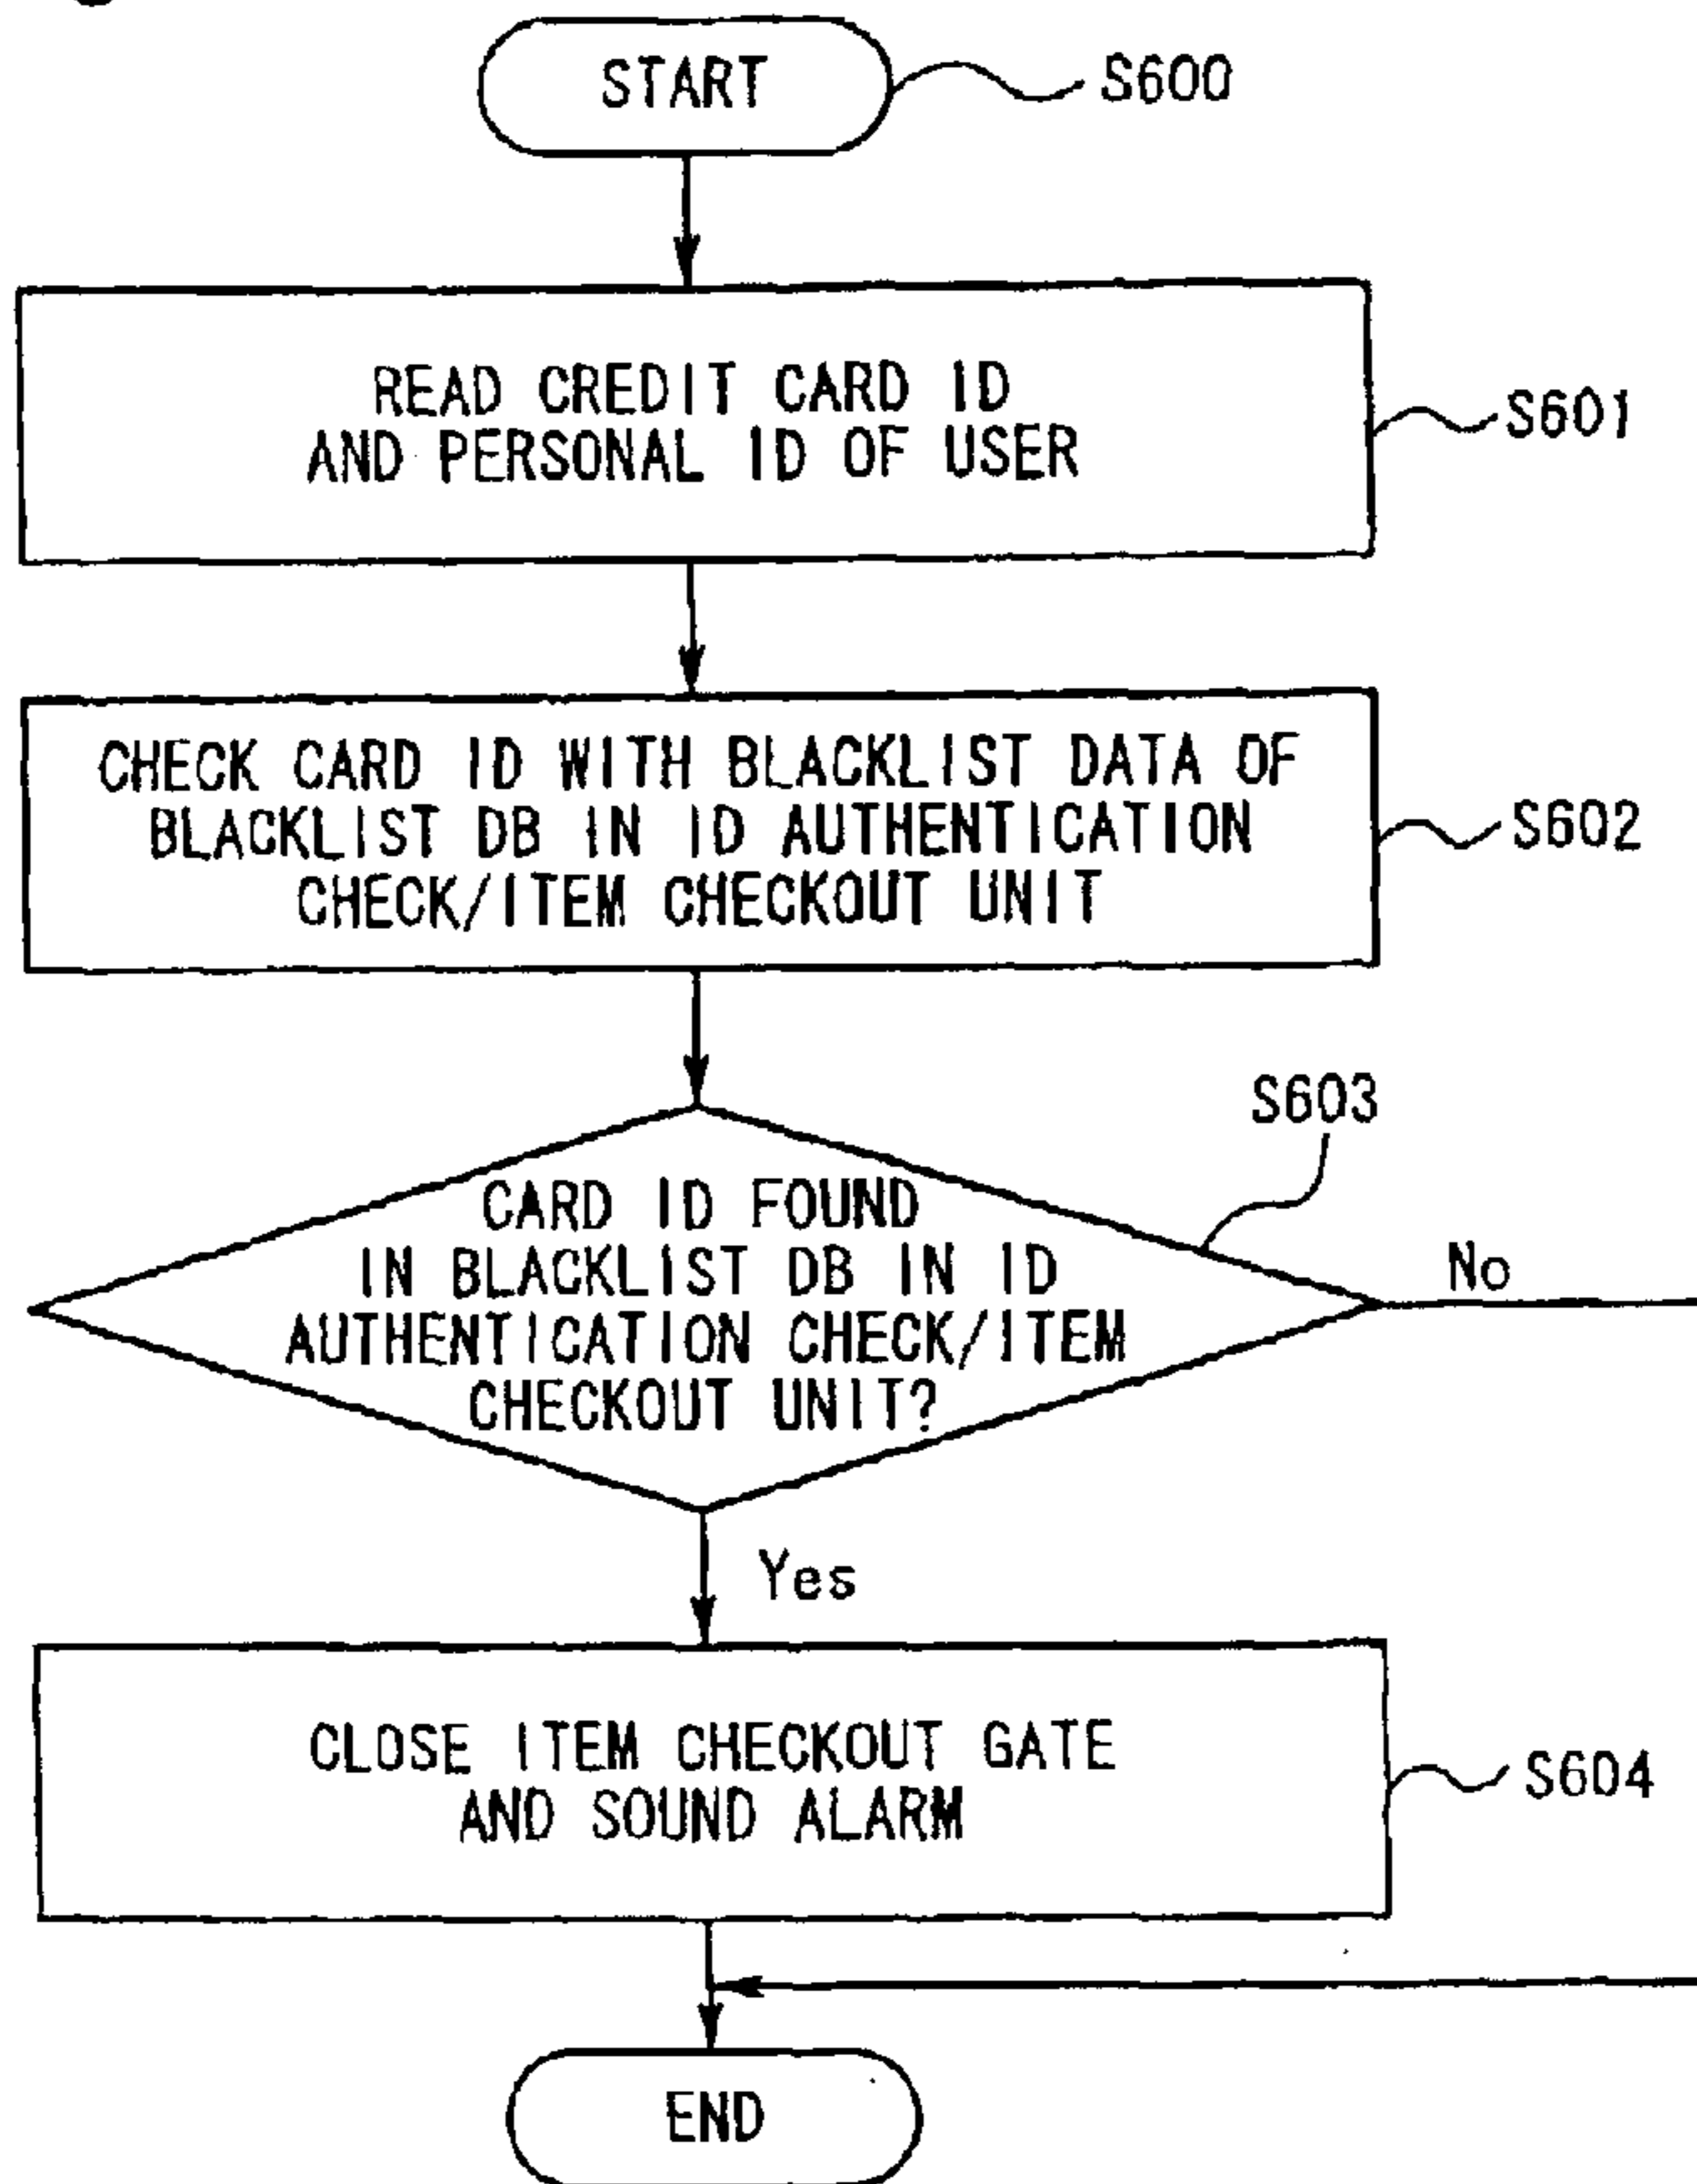 START
S600
READ CREDIT CARD ID
AND PERSONAL ID OF USER
S601
CHECK CARD ID WITH BLACKLIST DATA OF
BLACKLIST DB IN ID AUTHENTICATION
CHECK/ITEM CHECKOUT UNIT
S602
S603
CARD ID FOUND
IN BLACKLIST DB IN ID
AUTHENTICATION CHECK/ITEM
CHECKOUT UNIT?
No
Yes
CLOSE ITEM CHECKOUT GATE
AND SOUND ALARM
S604
END